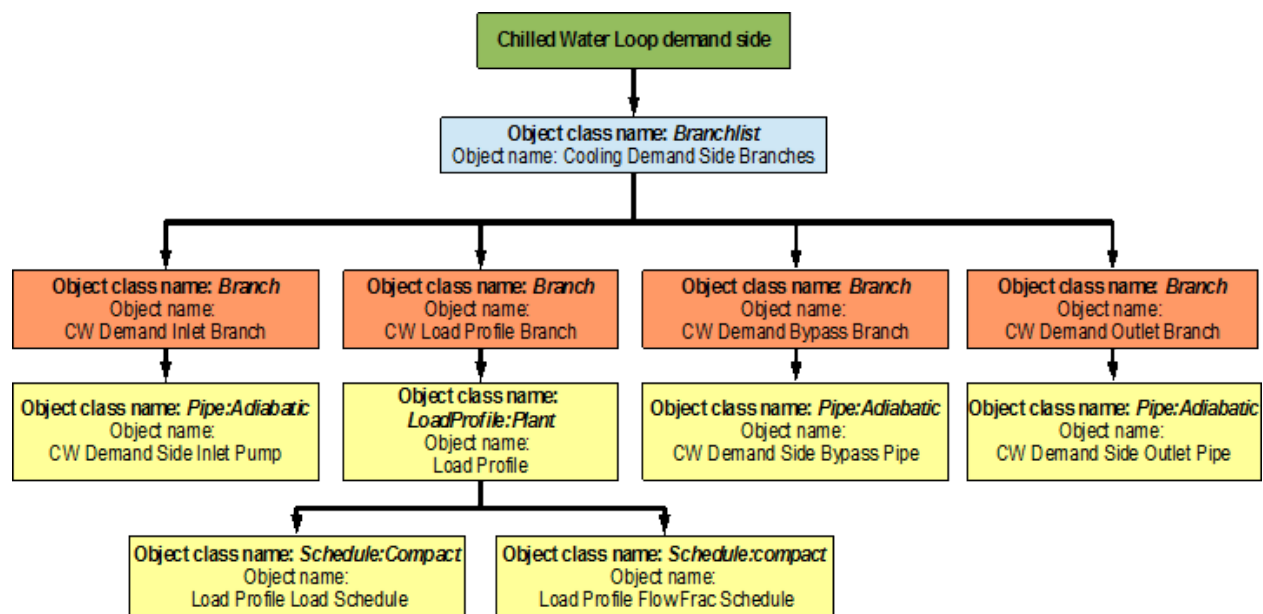 Chilled Water Loop demand side
Object class name: Branchlist
Object name: Cooling Demand Side Branches
Object class name: Branch
Object name:
CW Demand Inlet Branch
Object class name: Branch
Object name:
CW Load Profile Branch
Object class name: Branch
Object name:
CW Demand Bypass Branch
Object class name: Branch
Object name:
CW Demand Outlet Branch
Object class name: Pipe:Adiabatic
Object name:
CW Demand Side Inlet Pump
Object class name:
LoadProfile:Plant
Object name:
Load Profile
Object class name: Pipe:Adiabatic
Object name:
CW Demand Side Bypass Pipe
Object class name: Pipe:Adiabatic
Object name:
CW Demand Side Outlet Pipe
Object class name: Schedule:Compact
Object name:
Load Profile Load Schedule
Object class name: Schedule:compact
Object name:
Load Profile FlowFrac Schedule